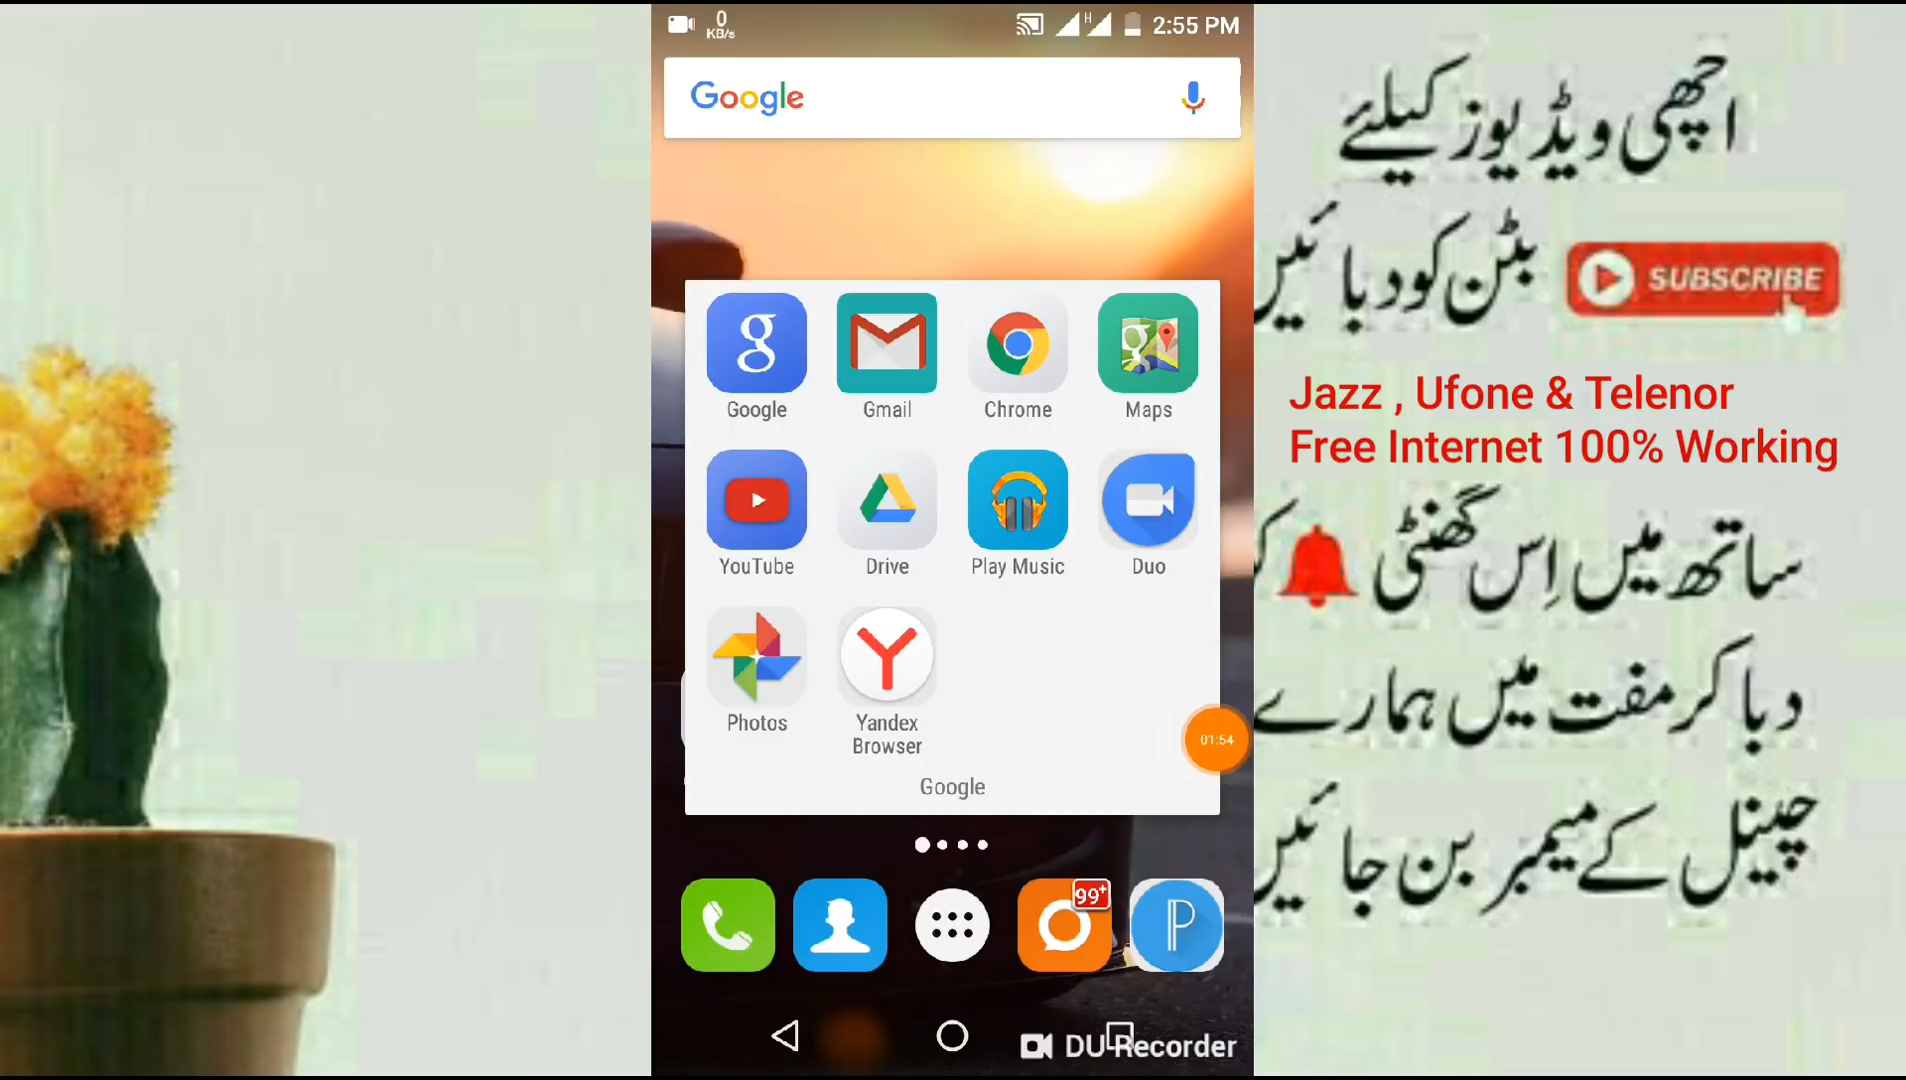 0
KB/s
H
2:55 PM
Google
Google
Gmail
Chrome
Maps
YouTube
Drive
Play Music
Duo
Photos
Yandex
Browser
01:54
Google
99+
DU Recorder
اچھی ویڈیوز کیلئے
SUBSCRIBE بٹن کو دبائیں
Jazz , Ufone & Telenor
Free Internet 100% Working
ساتھ میں اِس گھنٹی
دبا کر مفت میں ہمارے
چینل کے میمبر بن جائیں